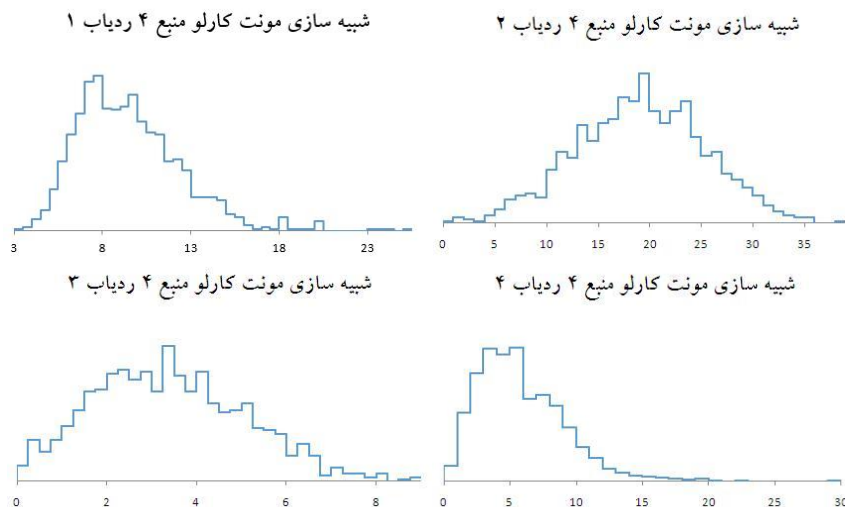 شبیه سازی مونت کارلو منبع ۴ ردیاب ۱
3 8 13 18 23
شبیه سازی مونت کارلو منبع ۴ ردیاب ۲
0 5 10 15 20 25 30 35
شبیه سازی مونت کارلو منبع ۴ ردیاب ۳
0 2 4 6 8
شبیه سازی مونت کارلو منبع ۴ ردیاب ۴
0 5 10 15 20 25 30